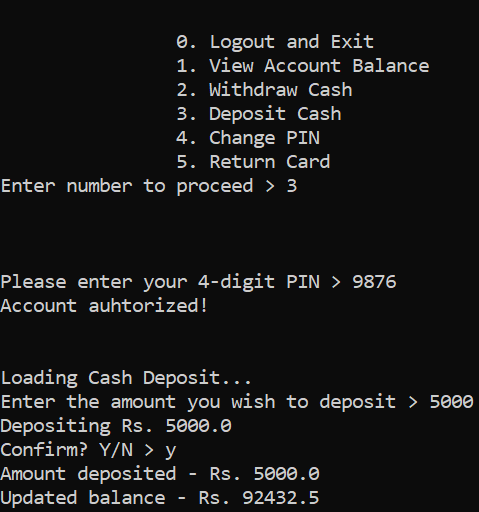 0. Logout and Exit
1. View Account Balance
2. Withdraw Cash
3. Deposit Cash
4. Change PIN
5. Return Card
Enter number to proceed > 3
Please enter your 4-digit PIN > 9876
Account auhtorized!
Loading Cash Deposit...
Enter the amount you wish to deposit > 5000
Depositing Rs. 5000.0
Confirm? Y/N > y
Amount deposited - Rs. 5000.0
Updated balance - Rs. 92432.5